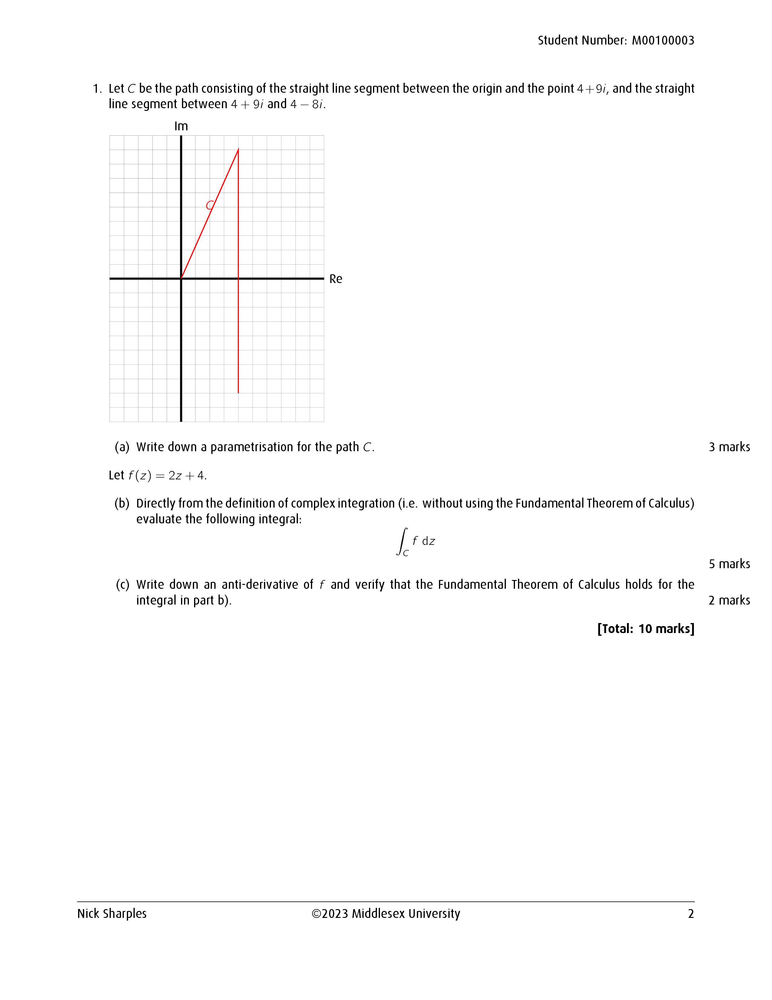 Student Number: M00100003
1. Let C be the path consisting of the straight line segment between the origin and the point 4+9i, and the straight
line segment between 4 + 9i and 4 − 8i.
Im
C
Re
(a) Write down a parametrisation for the path C. 3 marks
Let f(z) = 2z + 4.
(b) Directly from the definition of complex integration (i.e. without using the Fundamental Theorem of Calculus)
evaluate the following integral:
∫_C f dz
5 marks
(c) Write down an anti-derivative of f and verify that the Fundamental Theorem of Calculus holds for the
integral in part b). 2 marks
[Total: 10 marks]
Nick Sharples ©2023 Middlesex University 2